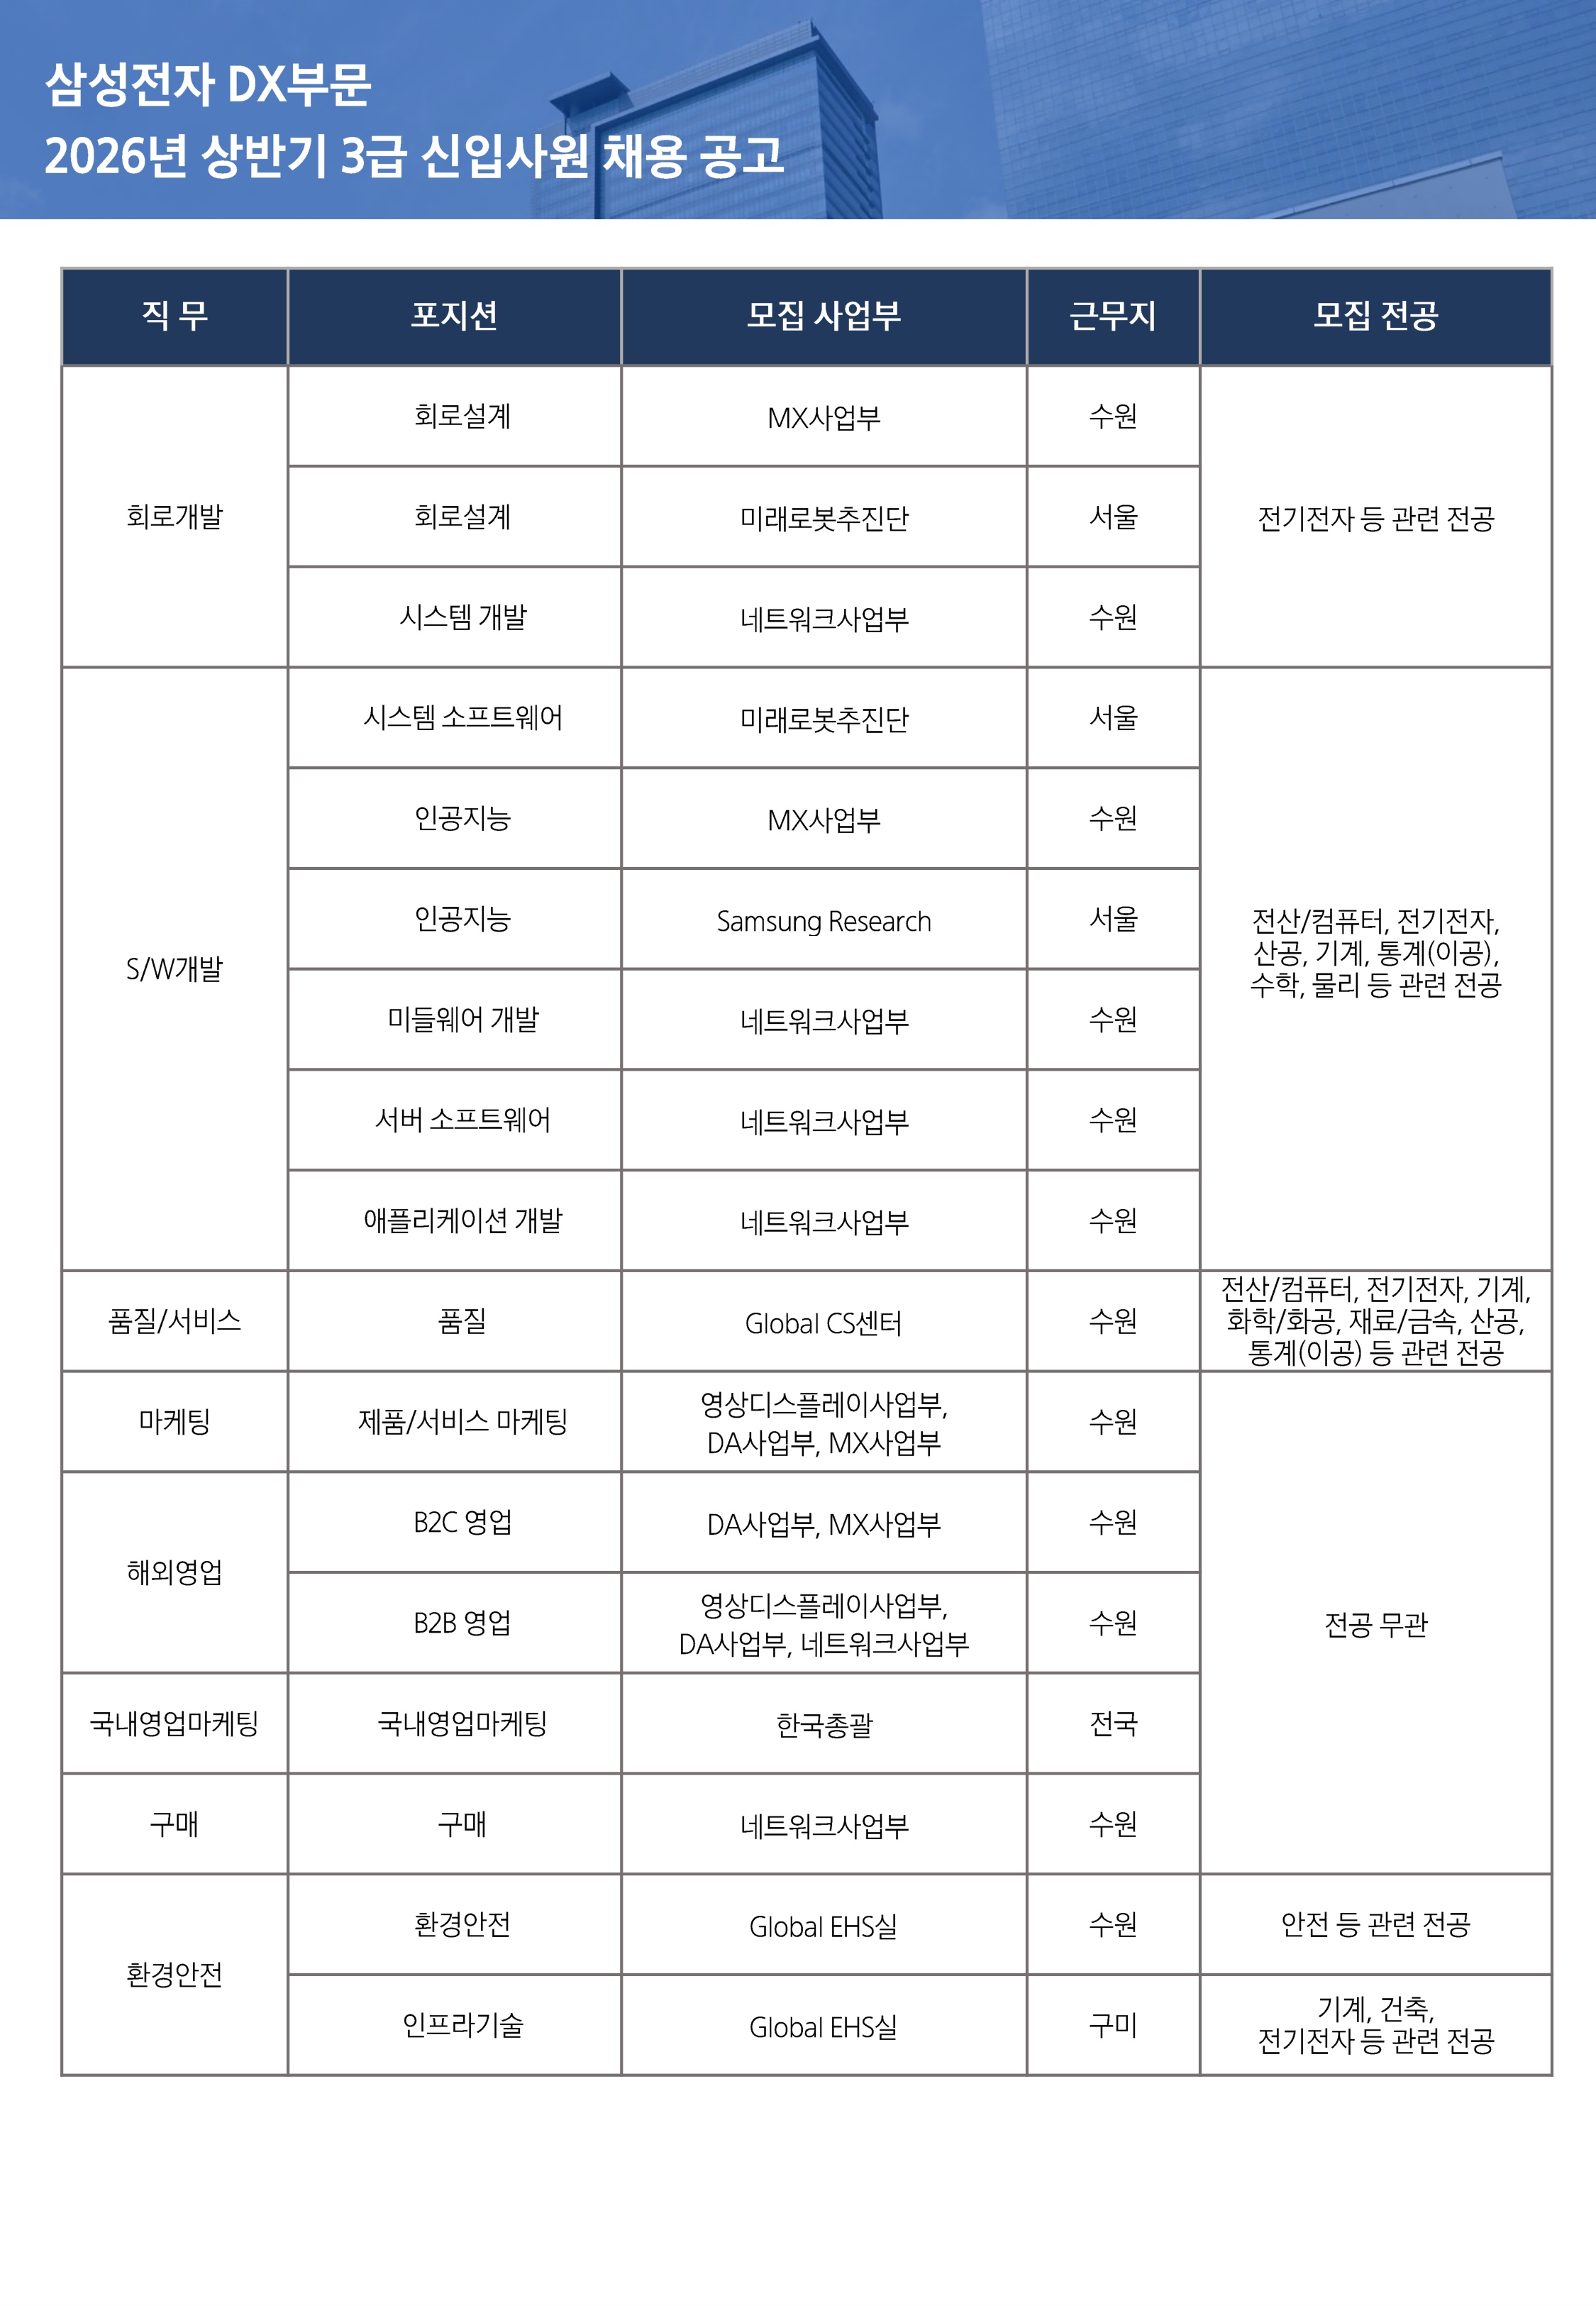 삼성전자 DX부문
2026년 상반기 3급 신입사원 채용 공고
직 무 포지션 모집 사업부 근무지 모집 전공
회로개발
회로설계 MX사업부 수원
회로설계 미래로봇추진단 서울
시스템 개발 네트워크사업부 수원
전기전자 등 관련 전공
S/W개발
시스템 소프트웨어 미래로봇추진단 서울
인공지능 MX사업부 수원
인공지능 Samsung Research 서울
미들웨어 개발 네트워크사업부 수원
서버 소프트웨어 네트워크사업부 수원
애플리케이션 개발 네트워크사업부 수원
전산/컴퓨터, 전기전자,
산공, 기계, 통계(이공),
수학, 물리 등 관련 전공
품질/서비스 품질 Global CS센터 수원
전산/컴퓨터, 전기전자, 기계,
화학/화공, 재료/금속, 산공,
통계(이공) 등 관련 전공
마케팅 제품/서비스 마케팅
영상디스플레이사업부,
DA사업부, MX사업부
수원
해외영업
B2C 영업 DA사업부, MX사업부 수원
B2B 영업
영상디스플레이사업부,
DA사업부, 네트워크사업부
수원
국내영업마케팅 국내영업마케팅 한국총괄 전국
구매 구매 네트워크사업부 수원
전공 무관
환경안전
환경안전 Global EHS실 수원 안전 등 관련 전공
인프라기술 Global EHS실 구미
기계, 건축,
전기전자 등 관련 전공